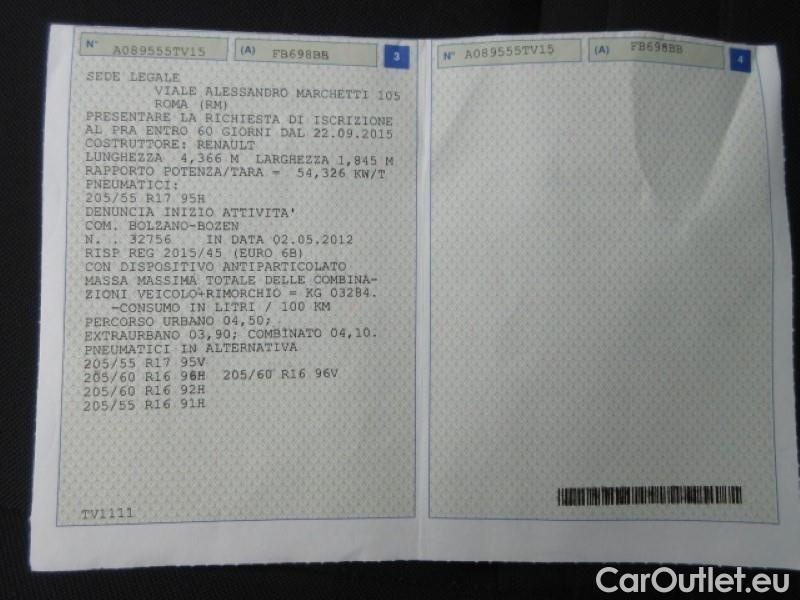 N° A089555TV15 (A) FB698BB 3
SEDE LEGALE
VIALE ALESSANDRO MARCHETTI 105
ROMA (RM)
PRESENTARE LA RICHIESTA DI ISCRIZIONE
AL PRA ENTRO 60 GIORNI DAL 22.09.2015
COSTRUTTORE: RENAULT
LUNGHEZZA 4,366 M LARGHEZZA 1,845 M
RAPPORTO POTENZA/TARA = 54,326 KW/T
PNEUMATICI:
205/55 R17 95H
DENUNCIA INIZIO ATTIVITA'
COM. BOLZANO-BOZEN
N. . 32756 IN DATA 02.05.2012
RISP REG 2015/45 (EURO 6B)
CON DISPOSITIVO ANTIPARTICOLATO
MASSA MASSIMA TOTALE DELLE COMBINA-
ZIONI VEICOLO+RIMORCHIO = KG 03284.
-CONSUMO IN LITRI / 100 KM
PERCORSO URBANO 04,50;
EXTRAURBANO 03,90; COMBINATO 04,10.
PNEUMATICI IN ALTERNATIVA
205/55 R17 95V
205/60 R16 96H 205/60 R16 96V
205/60 R16 92H
205/55 R16 91H
TV1111
N° A089555TV15 (A) FB698BB 4
CarOutlet.eu